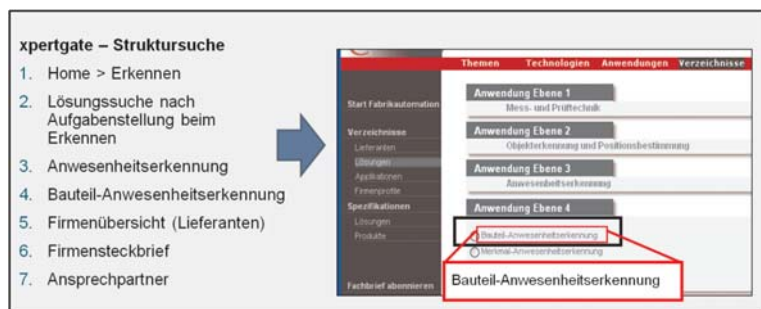 xpertgate – Struktursuche
1. Home > Erkennen
2. Lösungssuche nach
Aufgabenstellung beim
Erkennen
3. Anwesenheitserkennung
4. Bauteil-Anwesenheitserkennung
5. Firmenübersicht (Lieferanten)
6. Firmensteckbrief
7. Ansprechpartner
Themen Technologien Anwendungen Verzeichnisse
Start Fabrikautomation
Verzeichnisse
Lieferanten
Lösungen
Applikationen
Firmenprofile
Spezifikationen
Lösungen
Produkte
Fachbrief abonnieren
Anwendung Ebene 1
Mess- und Prüftechnik
Anwendung Ebene 2
Objekterkennung und Positionsbestimmung
Anwendung Ebene 3
Anwesenheitserkennung
Anwendung Ebene 4
Bauteil-Anwesenheitserkennung
Merkmal-Anwesenheitserkennung
Bauteil-Anwesenheitserkennung